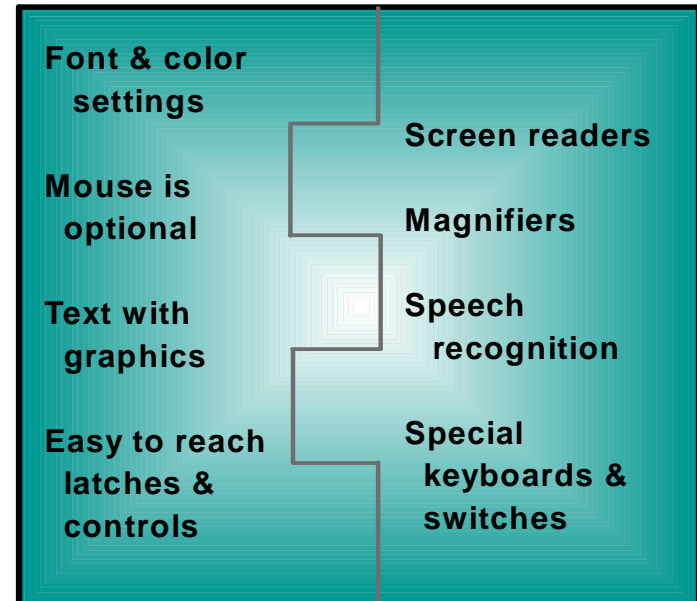 Font & color
settings
Mouse is
optional
Text with
graphics
Easy to reach
latches &
controls
Screen readers
Magnifiers
Speech
recognition
Special
keyboards &
switches